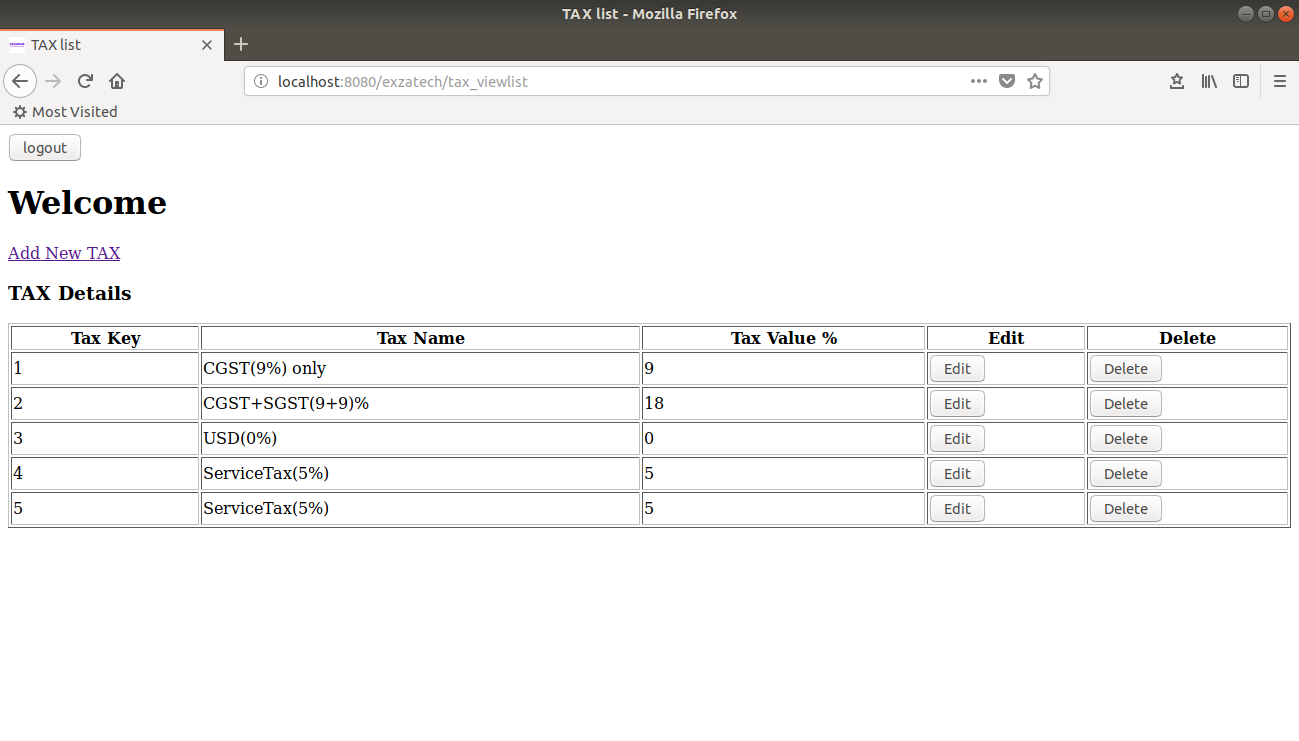 TAX list - Mozilla Firefox
TAX list
localhost:8080/exzatech/tax_viewlist
Most Visited
logout
Welcome
Add New TAX
TAX Details
Tax Key Tax Name Tax Value % Edit Delete
1 CGST(9%) only 9 Edit Delete
2 CGST+SGST(9+9)% 18 Edit Delete
3 USD(0%) 0 Edit Delete
4 ServiceTax(5%) 5 Edit Delete
5 ServiceTax(5%) 5 Edit Delete